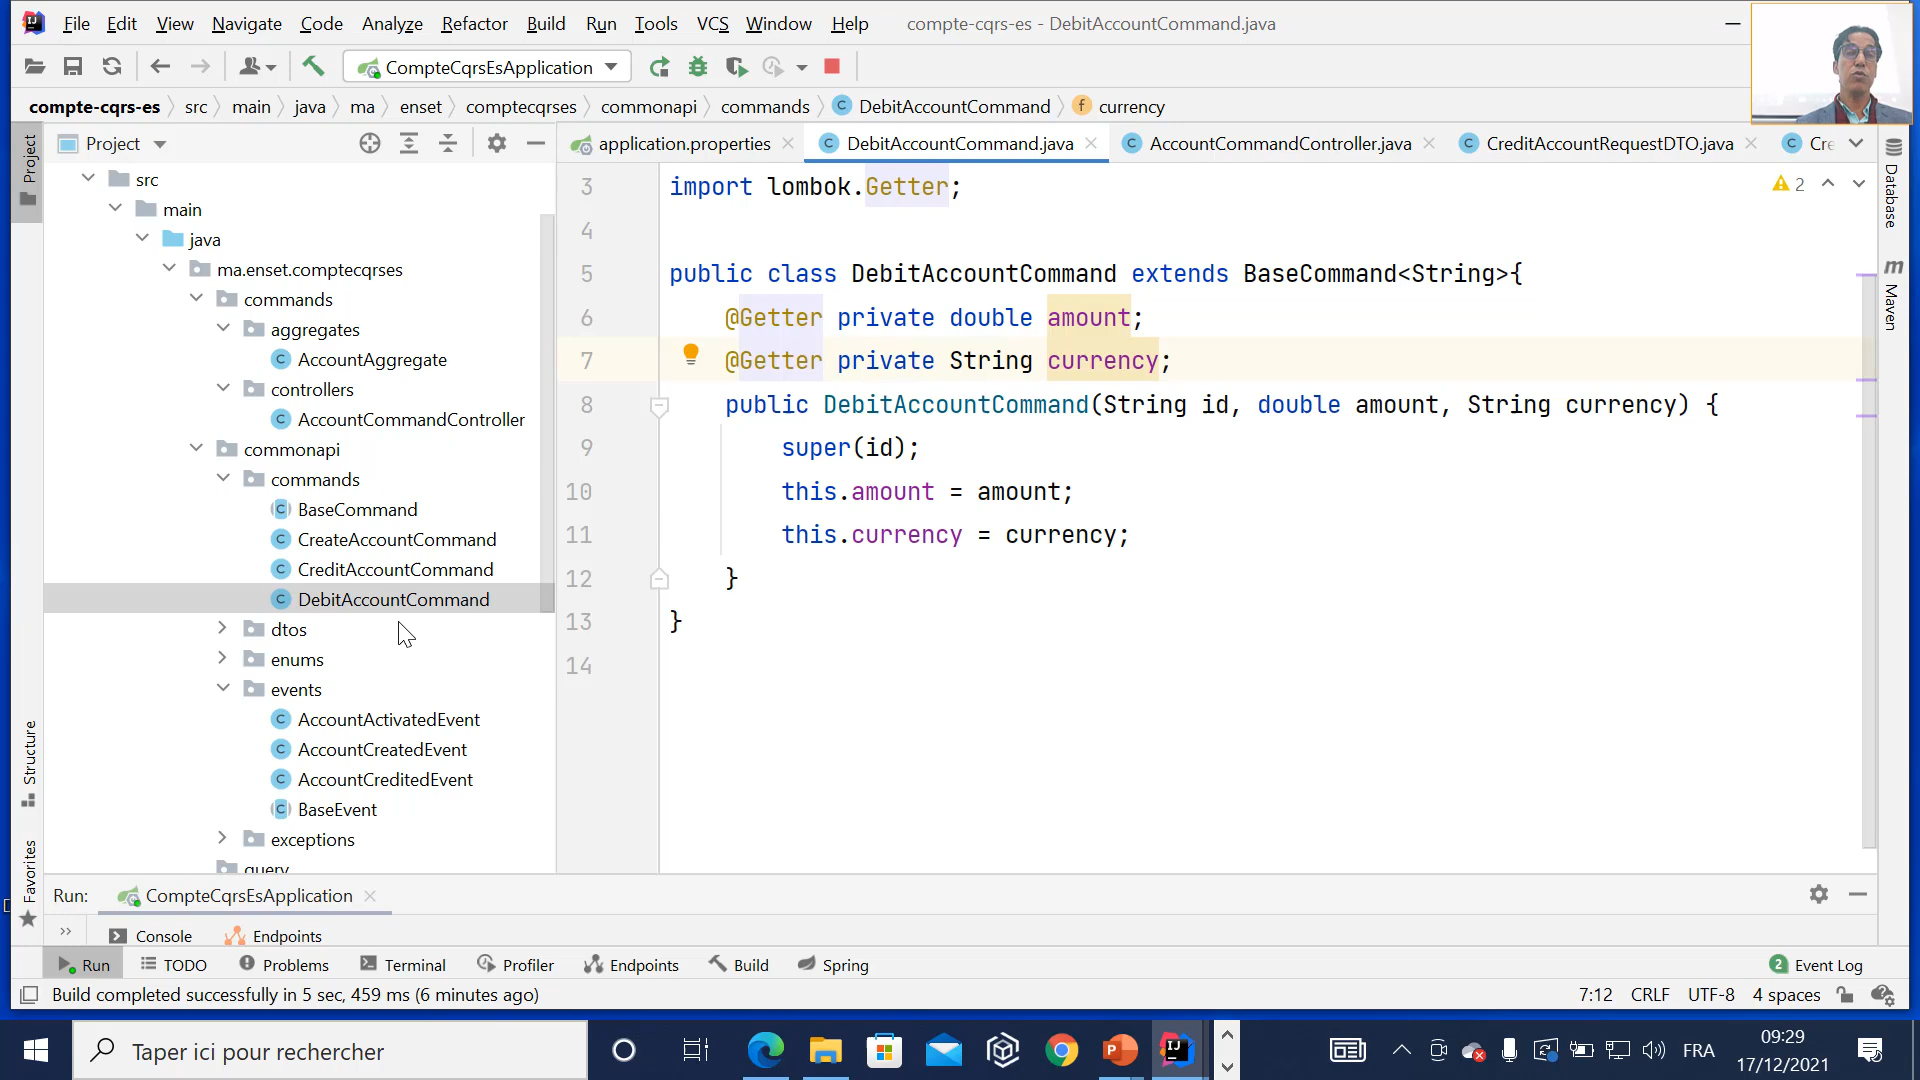 File Edit View Navigate Code Analyze Refactor Build Run Tools VCS Window Help compte-cqrs-es - DebitAccountCommand.java
CompteCqrsEsApplication
compte-cqrs-es src main java ma enset comptecqrses commonapi commands DebitAccountCommand currency
Project
application.properties DebitAccountCommand.java AccountCommandController.java CreditAccountRequestDTO.java Cre
Project
Structure
Favorites
Database
Maven
src
main
java
ma.enset.comptecqrses
commands
aggregates
AccountAggregate
controllers
AccountCommandController
commonapi
commands
BaseCommand
CreateAccountCommand
CreditAccountCommand
DebitAccountCommand
dtos
enums
events
AccountActivatedEvent
AccountCreatedEvent
AccountCreditedEvent
BaseEvent
exceptions
query
2
3 import lombok.Getter;
4
5 public class DebitAccountCommand extends BaseCommand<String>{
6 @Getter private double amount;
7 @Getter private String currency;
8 public DebitAccountCommand(String id, double amount, String currency) {
9 super(id);
10 this.amount = amount;
11 this.currency = currency;
12 }
13 }
14
Run: CompteCqrsEsApplication
Console Endpoints
Run TODO Problems Terminal Profiler Endpoints Build Spring 2 Event Log
Build completed successfully in 5 sec, 459 ms (6 minutes ago) 7:12 CRLF UTF-8 4 spaces
Taper ici pour rechercher
FRA
09:29
17/12/2021